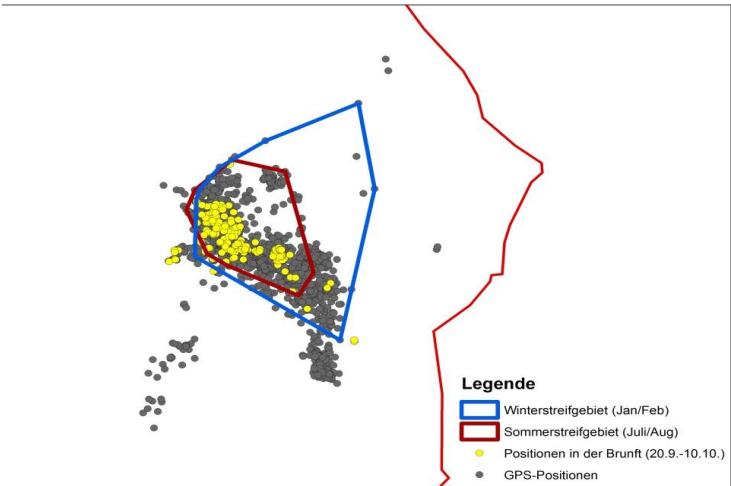 Legende
Winterstreifgebiet (Jan/Feb)
Sommerstreifgebiet (Juli/Aug)
Positionen in der Brunft (20.9.-10.10.)
GPS-Positionen